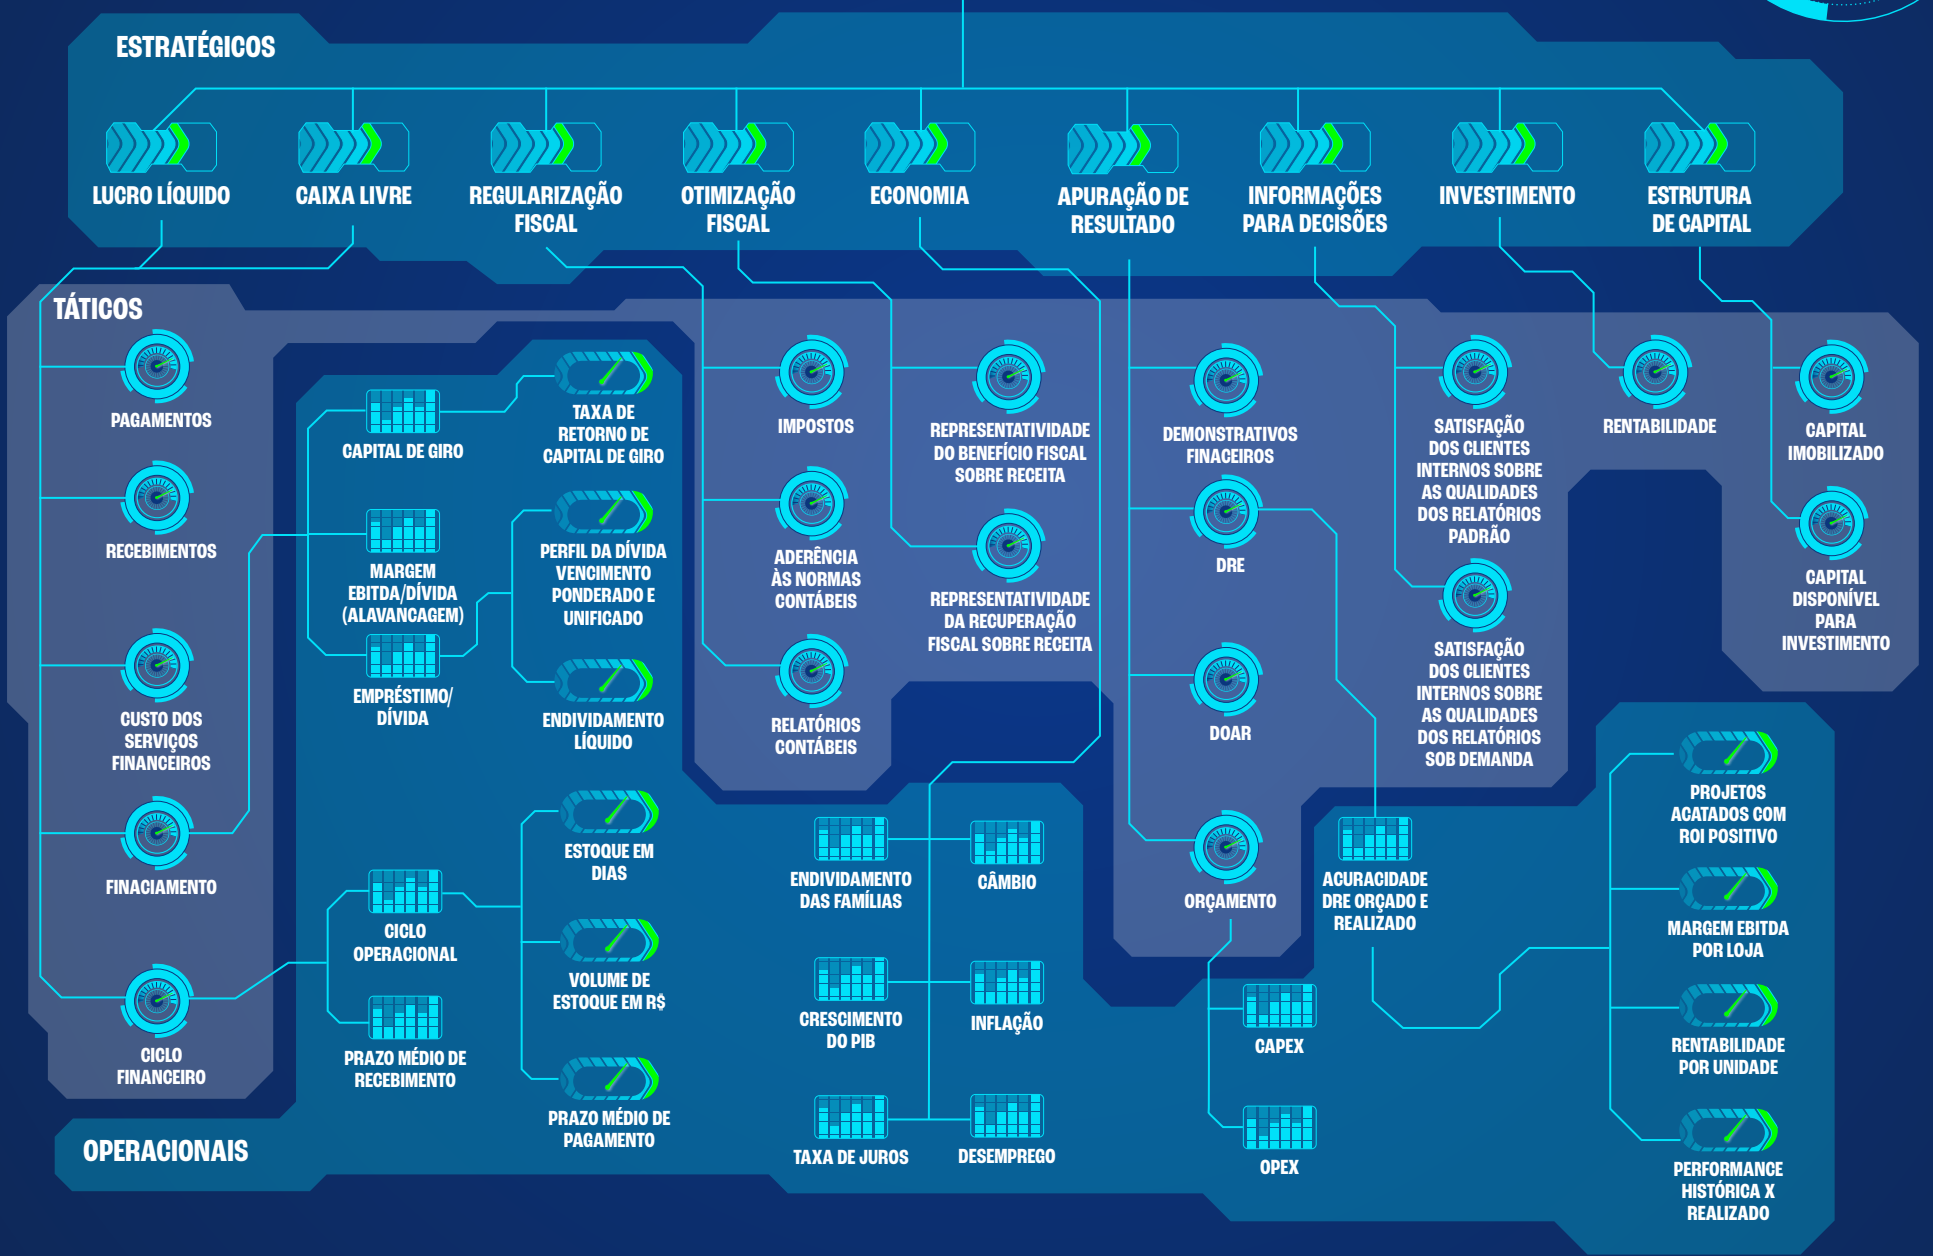 ESTRATÉGICOS
LUCRO LÍQUIDO
CAIXA LIVRE
REGULARIZAÇÃO
FISCAL
OTIMIZAÇÃO
FISCAL
ECONOMIA
APURAÇÃO DE
RESULTADO
INFORMAÇÕES
PARA DECISÕES
INVESTIMENTO
ESTRUTURA
DE CAPITAL
TÁTICOS
PAGAMENTOS
RECEBIMENTOS
CUSTO DOS
SERVIÇOS
FINANCEIROS
FINACIAMENTO
CICLO
FINANCEIRO
CAPITAL DE GIRO
TAXA DE
RETORNO DE
CAPITAL DE GIRO
MARGEM
EBITDA/DÍVIDA
(ALAVANCAGEM)
PERFIL DA DÍVIDA
VENCIMENTO
PONDERADO E
UNIFICADO
EMPRÉSTIMO/
DÍVIDA
ENDIVIDAMENTO
LÍQUIDO
ESTOQUE EM
DIAS
CICLO
OPERACIONAL
VOLUME DE
ESTOQUE EM R$
PRAZO MÉDIO DE
RECEBIMENTO
PRAZO MÉDIO DE
PAGAMENTO
IMPOSTOS
ADERÊNCIA
ÀS NORMAS
CONTÁBEIS
RELATÓRIOS
CONTÁBEIS
REPRESENTATIVIDADE
DO BENEFÍCIO FISCAL
SOBRE RECEITA
REPRESENTATIVIDADE
DA RECUPERAÇÃO
FISCAL SOBRE RECEITA
ENDIVIDAMENTO
DAS FAMÍLIAS
CÂMBIO
CRESCIMENTO
DO PIB
INFLAÇÃO
TAXA DE JUROS
DESEMPREGO
DEMONSTRATIVOS
FINACEIROS
DRE
DOAR
ORÇAMENTO
CAPEX
OPEX
SATISFAÇÃO
DOS CLIENTES
INTERNOS SOBRE
AS QUALIDADES
DOS RELATÓRIOS
PADRÃO
SATISFAÇÃO
DOS CLIENTES
INTERNOS SOBRE
AS QUALIDADES
DOS RELATÓRIOS
SOB DEMANDA
ACURACIDADE
DRE ORÇADO E
REALIZADO
RENTABILIDADE
CAPITAL
IMOBILIZADO
CAPITAL
DISPONÍVEL
PARA
INVESTIMENTO
PROJETOS
ACATADOS COM
ROI POSITIVO
MARGEM EBITDA
POR LOJA
RENTABILIDADE
POR UNIDADE
PERFORMANCE
HISTÓRICA X
REALIZADO
OPERACIONAIS